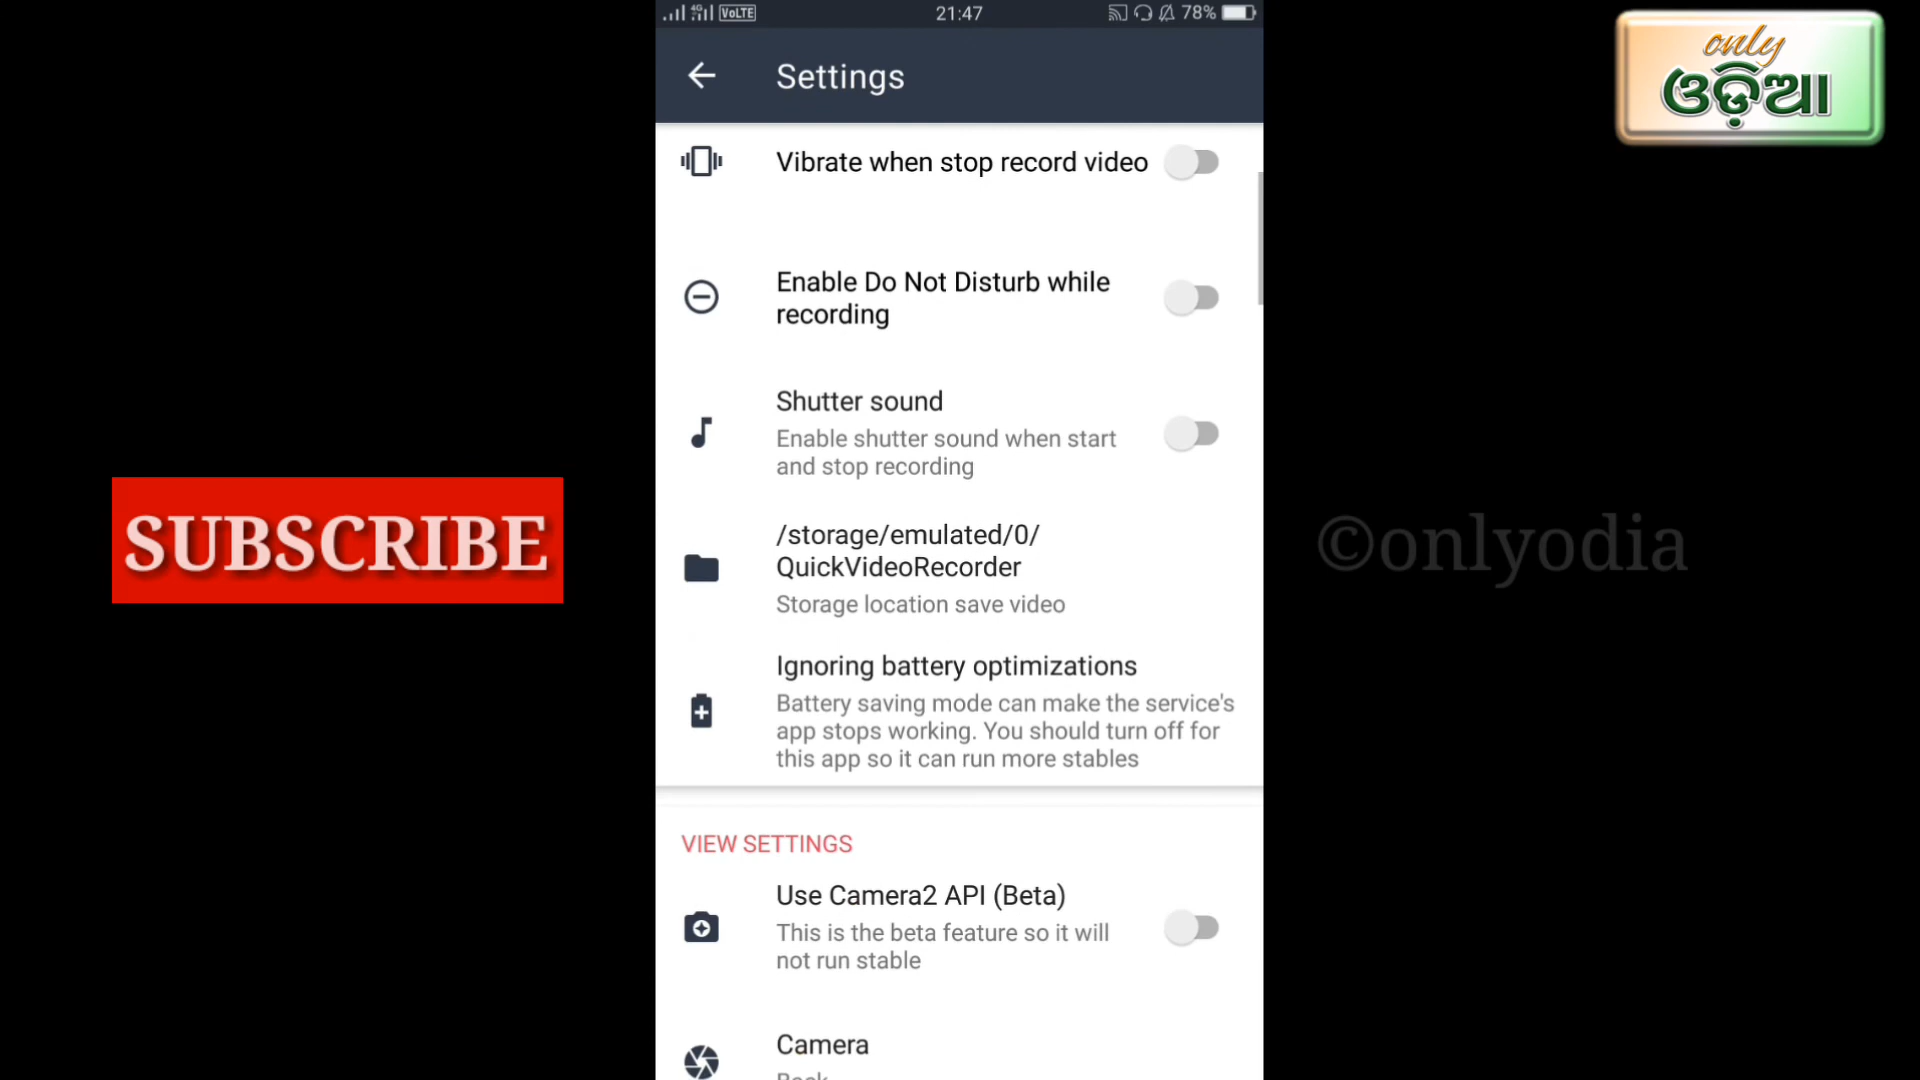 VoLTE
21:47
78%
only
ଓଡ଼ିଆ
Settings
Vibrate when stop record video
Enable Do Not Disturb while
recording
Shutter sound
Enable shutter sound when start
and stop recording
/storage/emulated/0/
QuickVideoRecorder
Storage location save video
SUBSCRIBE
©onlyodia
Ignoring battery optimizations
Battery saving mode can make the service's
app stops working. You should turn off for
this app so it can run more stables
VIEW SETTINGS
Use Camera2 API (Beta)
This is the beta feature so it will
not run stable
Camera
Back